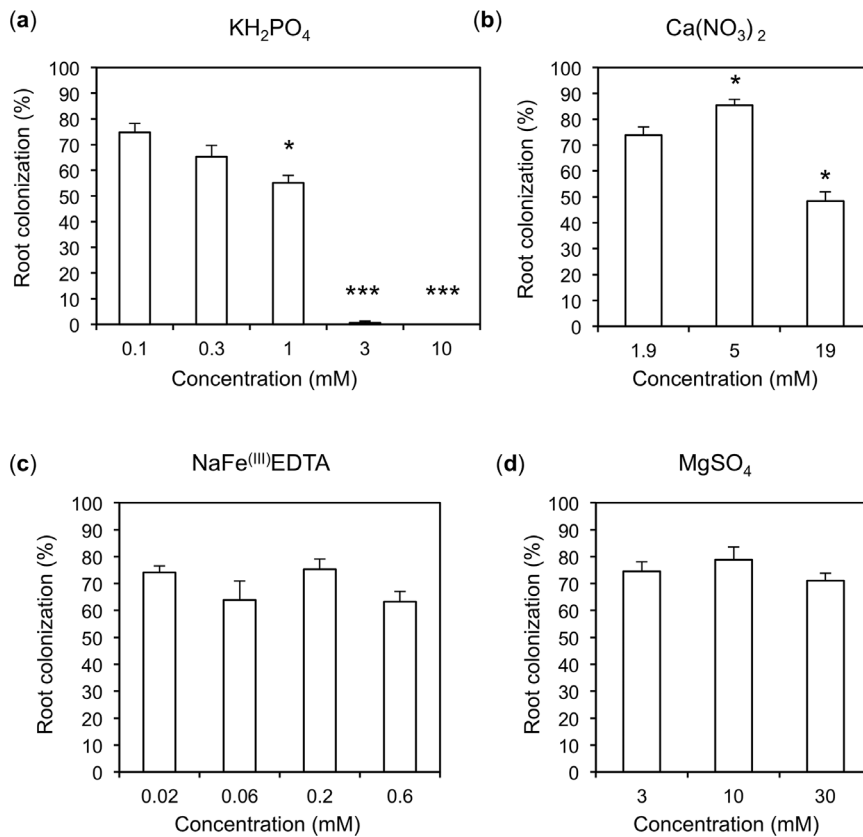 (a)
KH₂PO₄
Root colonization (%)
100
90
80
70
60
50
40
30
20
10
0
*
***
***
0.1 0.3 1 3 10
Concentration (mM)
(b)
Ca(NO₃)₂
Root colonization (%)
100
90
80
70
60
50
40
30
20
10
0
*
*
1.9 5 19
Concentration (mM)
(c)
NaFe⁽ᴵᴵᴵ⁾EDTA
Root colonization (%)
100
90
80
70
60
50
40
30
20
10
0
0.02 0.06 0.2 0.6
Concentration (mM)
(d)
MgSO₄
Root colonization (%)
100
90
80
70
60
50
40
30
20
10
0
3 10 30
Concentration (mM)